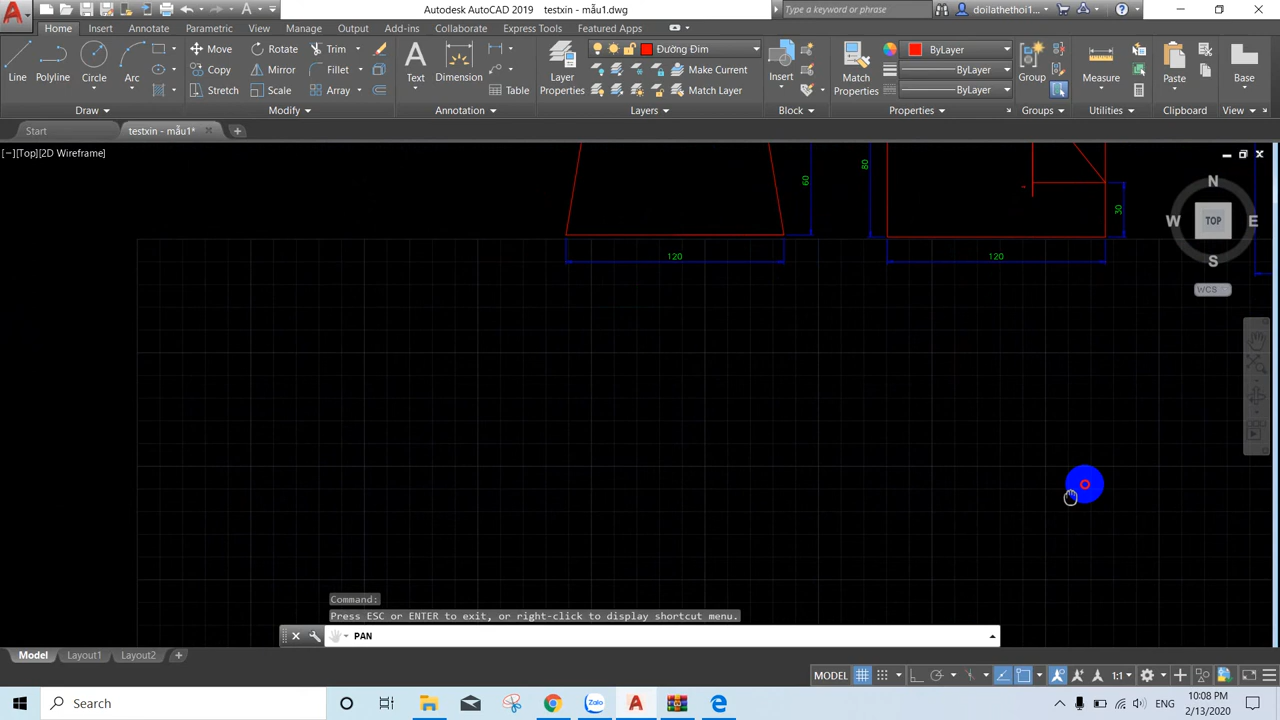 Autodesk AutoCAD 2019 testxin - mẫu1.dwg
Type a keyword or phrase
doilathethoi1...
Home Insert Annotate Parametric View Manage Output Add-ins Collaborate Express Tools Featured Apps
Line Polyline Circle Arc
Move Rotate Trim
Copy Mirror Fillet
Stretch Scale Array
Text Dimension Table
Layer Properties
Đường Đim
Make Current
Match Layer
Insert
Match Properties
ByLayer
ByLayer
ByLayer
Group Measure Paste Base
Draw Modify Annotation Layers Block Properties Groups Utilities Clipboard View
Start testxin - mẫu1*
[−][Top][2D Wireframe]
N
W TOP E
S
WCS
80
60
30
120 120
Command:
Press ESC or ENTER to exit, or right-click to display shortcut menu.
PAN
Model Layout1 Layout2
MODEL 1:1
Search
ENG
10:08 PM
2/13/2020